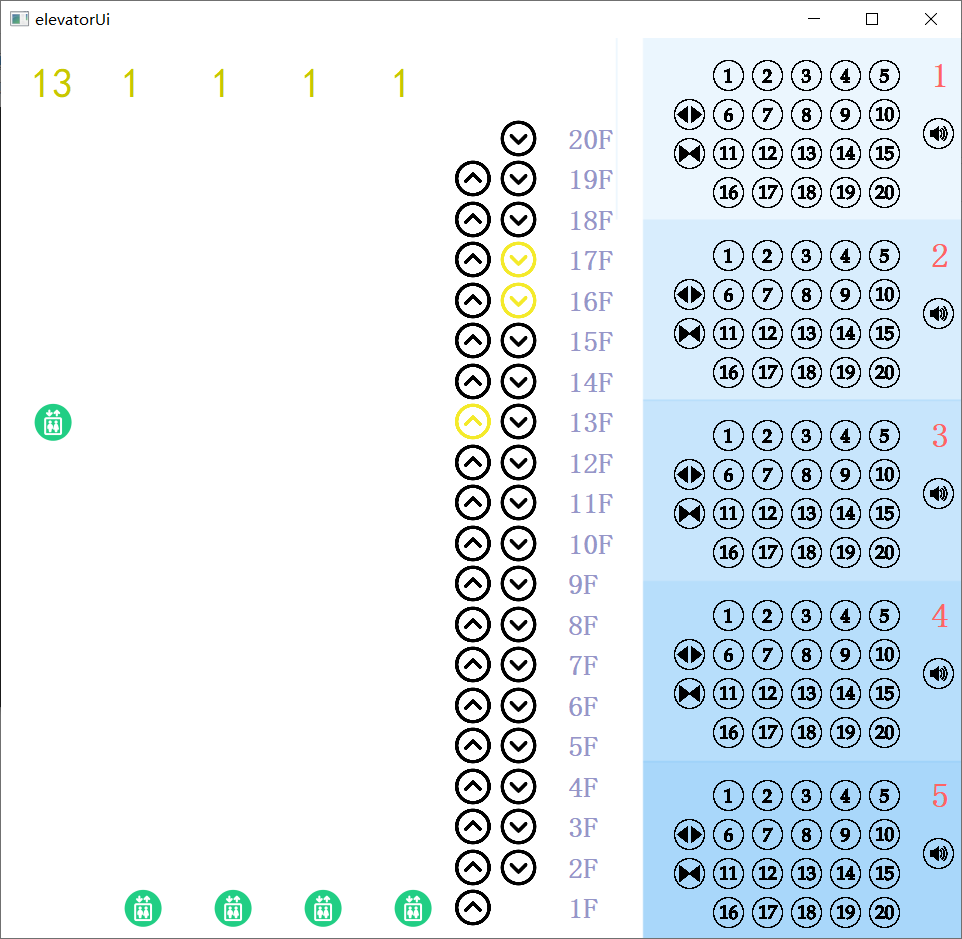 elevatorUi
13 1 1 1 1
20F
19F
18F
17F
16F
15F
14F
13F
12F
11F
10F
9F
8F
7F
6F
5F
4F
3F
2F
1F
1 2 3 4 5 1
6 7 8 9 10
11 12 13 14 15
16 17 18 19 20
1 2 3 4 5 2
6 7 8 9 10
11 12 13 14 15
16 17 18 19 20
1 2 3 4 5 3
6 7 8 9 10
11 12 13 14 15
16 17 18 19 20
1 2 3 4 5 4
6 7 8 9 10
11 12 13 14 15
16 17 18 19 20
1 2 3 4 5 5
6 7 8 9 10
11 12 13 14 15
16 17 18 19 20